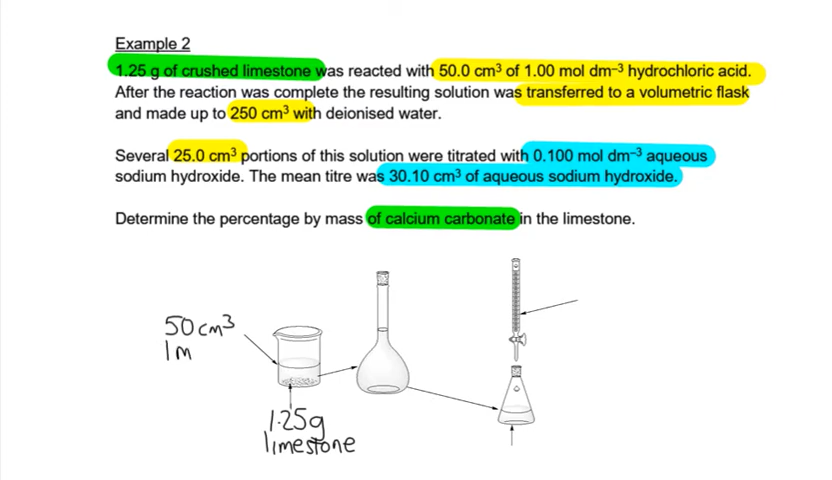 Example 2
1.25 g of crushed limestone was reacted with 50.0 cm³ of 1.00 mol dm⁻³ hydrochloric acid.
After the reaction was complete the resulting solution was transferred to a volumetric flask
and made up to 250 cm³ with deionised water.
Several 25.0 cm³ portions of this solution were titrated with 0.100 mol dm⁻³ aqueous
sodium hydroxide. The mean titre was 30.10 cm³ of aqueous sodium hydroxide.
Determine the percentage by mass of calcium carbonate in the limestone.
50cm³
1M
1.25g
limestone